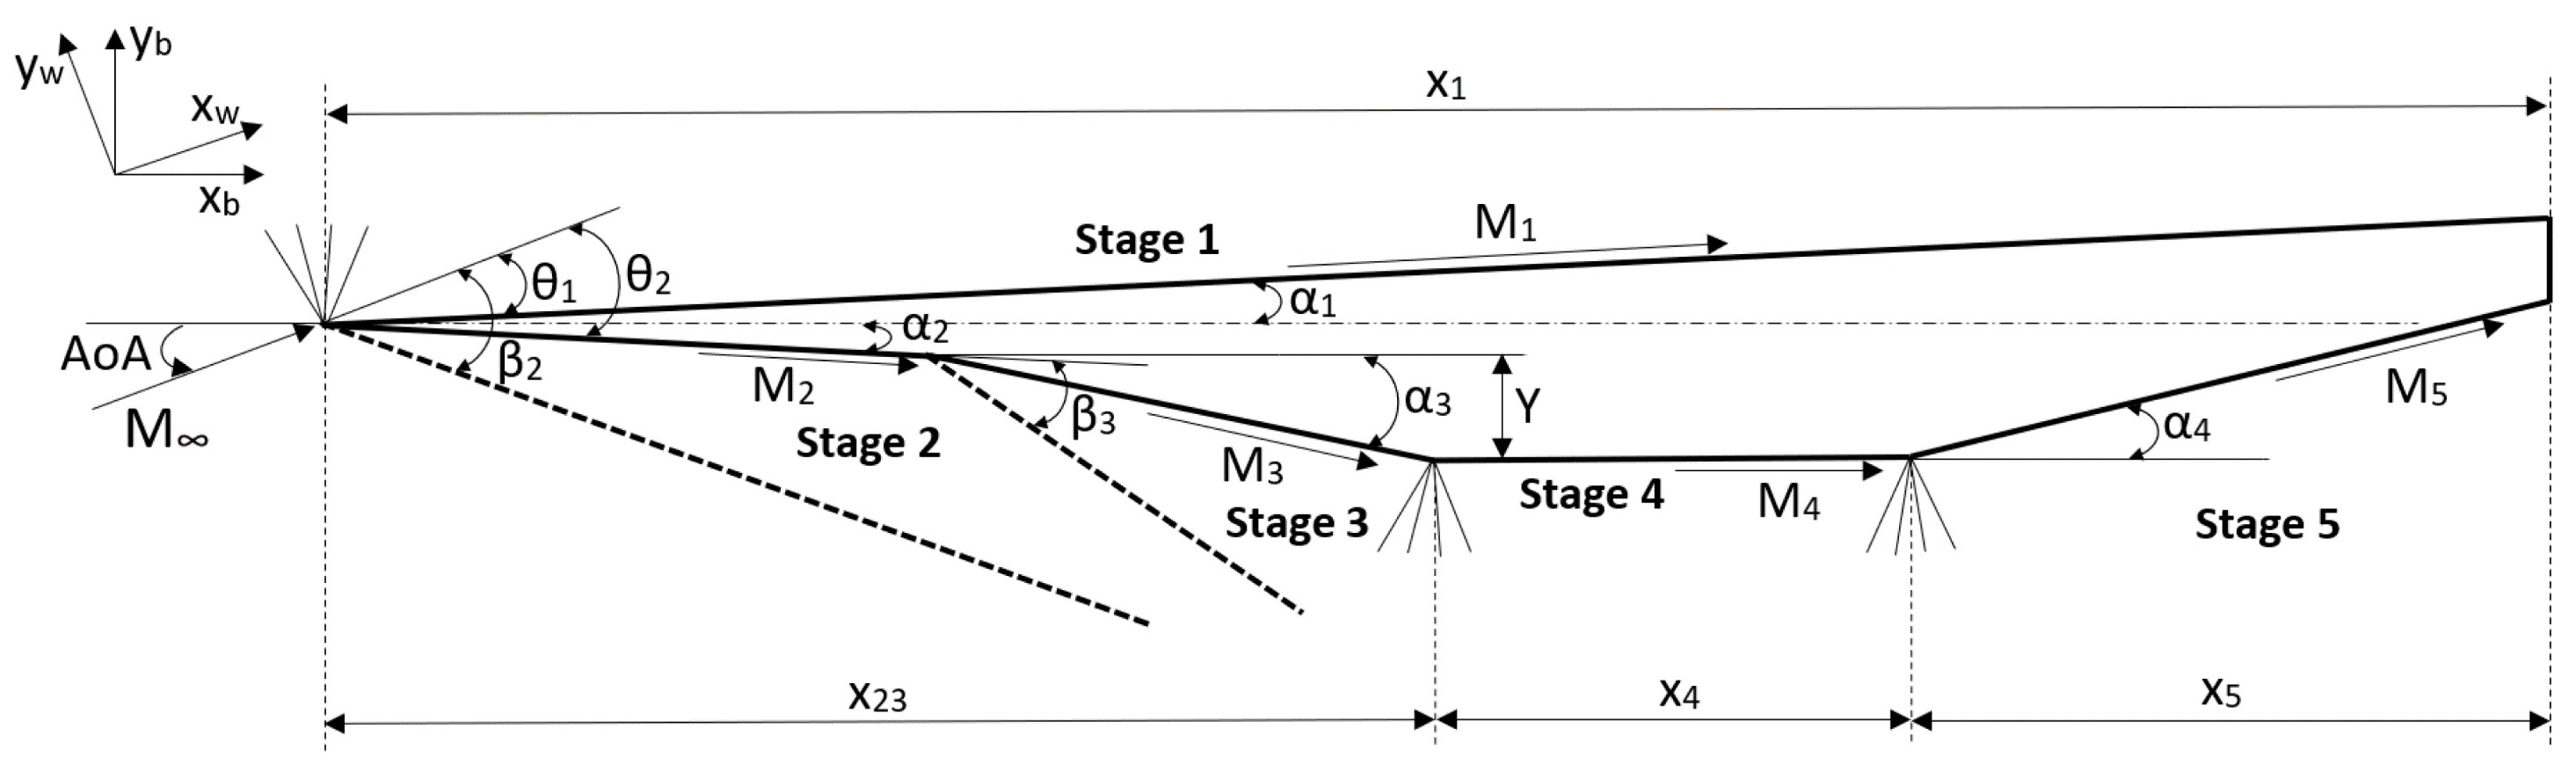 yb
yw
x1
xw
xb
M1
Stage 1
θ1
θ2
α1
α2
AoA
β2
M∞
M2
β3
α3
Y
M5
α4
Stage 2
M3
Stage 3
Stage 4
M4
Stage 5
x23
x4
x5